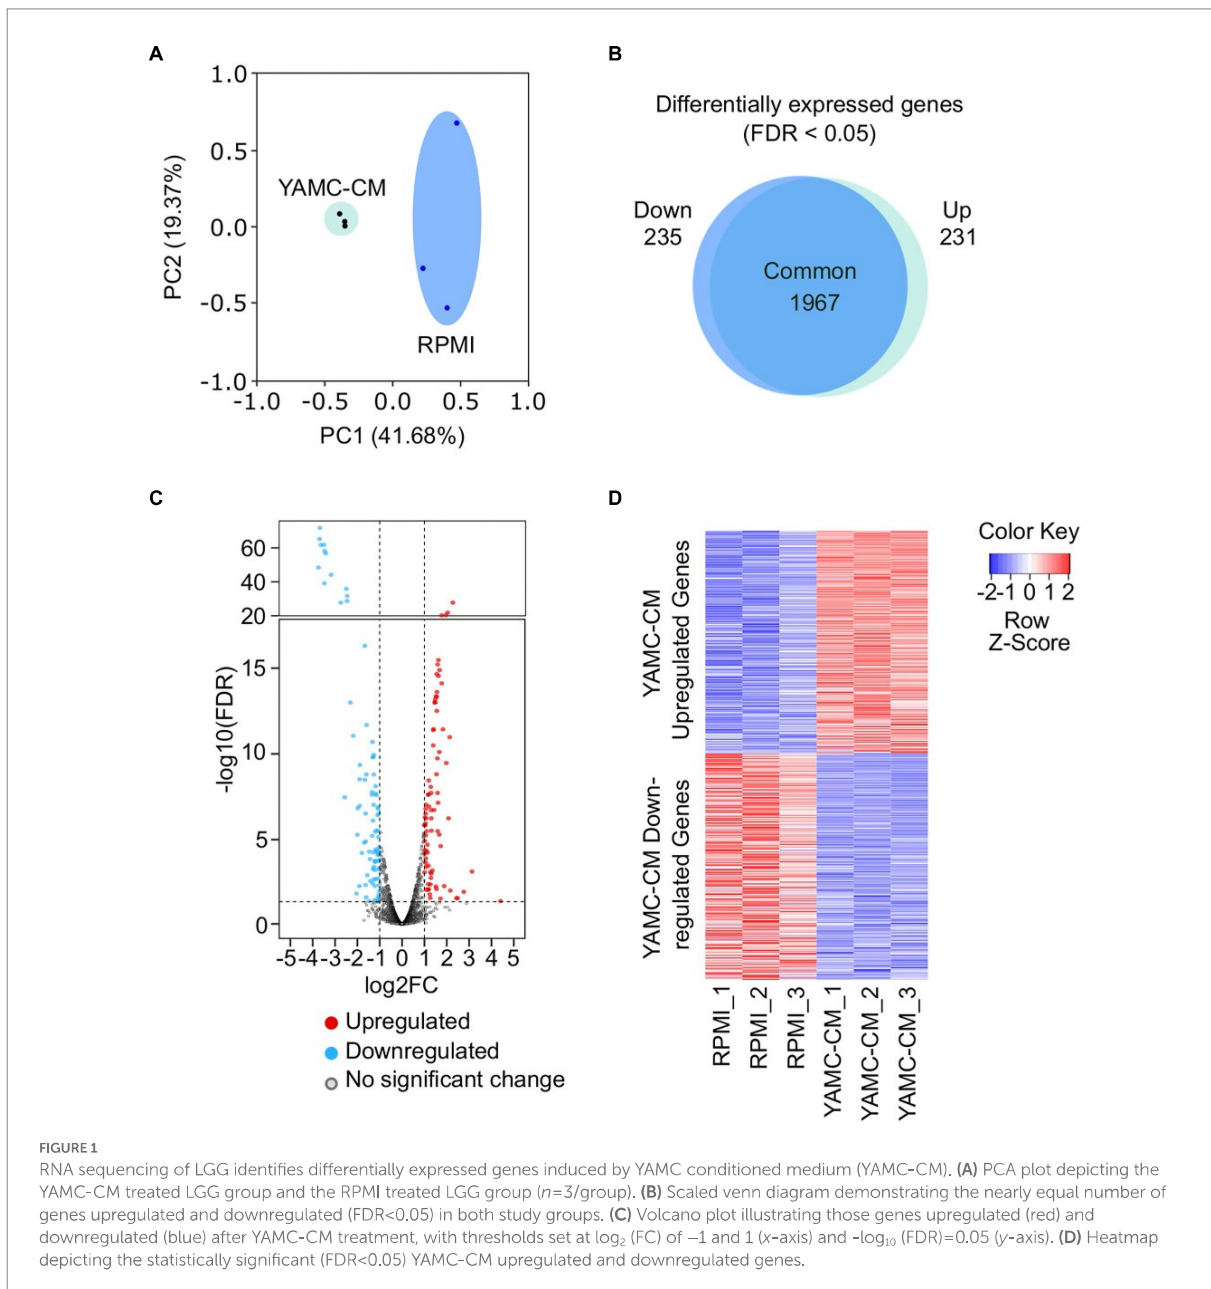 A
1.0
0.5
0.0
-0.5
-1.0
-1.0 -0.5 0.0 0.5 1.0
PC2 (19.37%)
PC1 (41.68%)
YAMC-CM
RPMI
B
Differentially expressed genes
(FDR < 0.05)
Down
235
Up
231
Common
1967
C
60
40
20
15
10
5
0
-log10(FDR)
-5 -4 -3 -2 -1 0 1 2 3 4 5
log2FC
Upregulated
Downregulated
No significant change
D
YAMC-CM
Upregulated Genes
YAMC-CM Down-
regulated Genes
RPMI_1
RPMI_2
RPMI_3
YAMC-CM_1
YAMC-CM_2
YAMC-CM_3
Color Key
-2 -1 0 1 2
Row
Z-Score
FIGURE 1
RNA sequencing of LGG identifies differentially expressed genes induced by YAMC conditioned medium (YAMC-CM). (A) PCA plot depicting the
YAMC-CM treated LGG group and the RPMI treated LGG group (n=3/group). (B) Scaled venn diagram demonstrating the nearly equal number of
genes upregulated and downregulated (FDR<0.05) in both study groups. (C) Volcano plot illustrating those genes upregulated (red) and
downregulated (blue) after YAMC-CM treatment, with thresholds set at log₂ (FC) of −1 and 1 (x-axis) and -log₁₀ (FDR)=0.05 (y-axis). (D) Heatmap
depicting the statistically significant (FDR<0.05) YAMC-CM upregulated and downregulated genes.